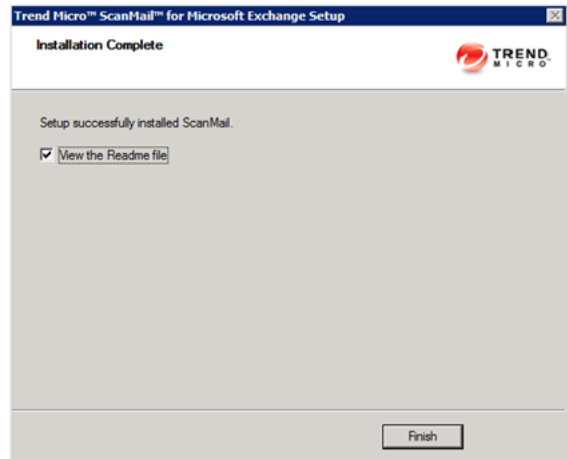 Trend Micro™ ScanMail™ for Microsoft Exchange Setup
Installation Complete
TREND
MICRO
Setup successfully installed ScanMail.
View the Readme file
Finish